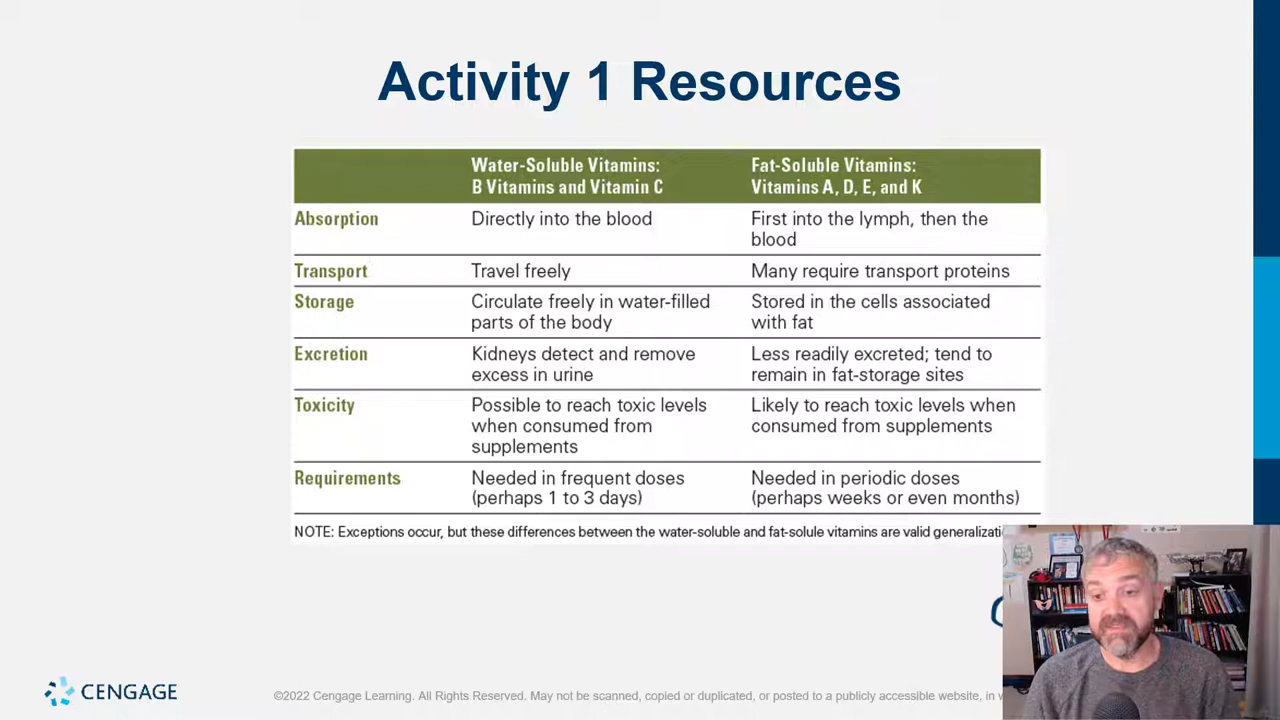 Activity 1 Resources
Water-Soluble Vitamins:
B Vitamins and Vitamin C
Fat-Soluble Vitamins:
Vitamins A, D, E, and K
Absorption
Directly into the blood
First into the lymph, then the
blood
Transport
Travel freely
Many require transport proteins
Storage
Circulate freely in water-filled
parts of the body
Stored in the cells associated
with fat
Excretion
Kidneys detect and remove
excess in urine
Less readily excreted; tend to
remain in fat-storage sites
Toxicity
Possible to reach toxic levels
when consumed from
supplements
Likely to reach toxic levels when
consumed from supplements
Requirements
Needed in frequent doses
(perhaps 1 to 3 days)
Needed in periodic doses
(perhaps weeks or even months)
NOTE: Exceptions occur, but these differences between the water-soluble and fat-solule vitamins are valid
CENGAGE
©2022 Cengage Learning. All Rights Reserved. May not be scanned, copied or duplicated, or posted to a publicly accessible website, in